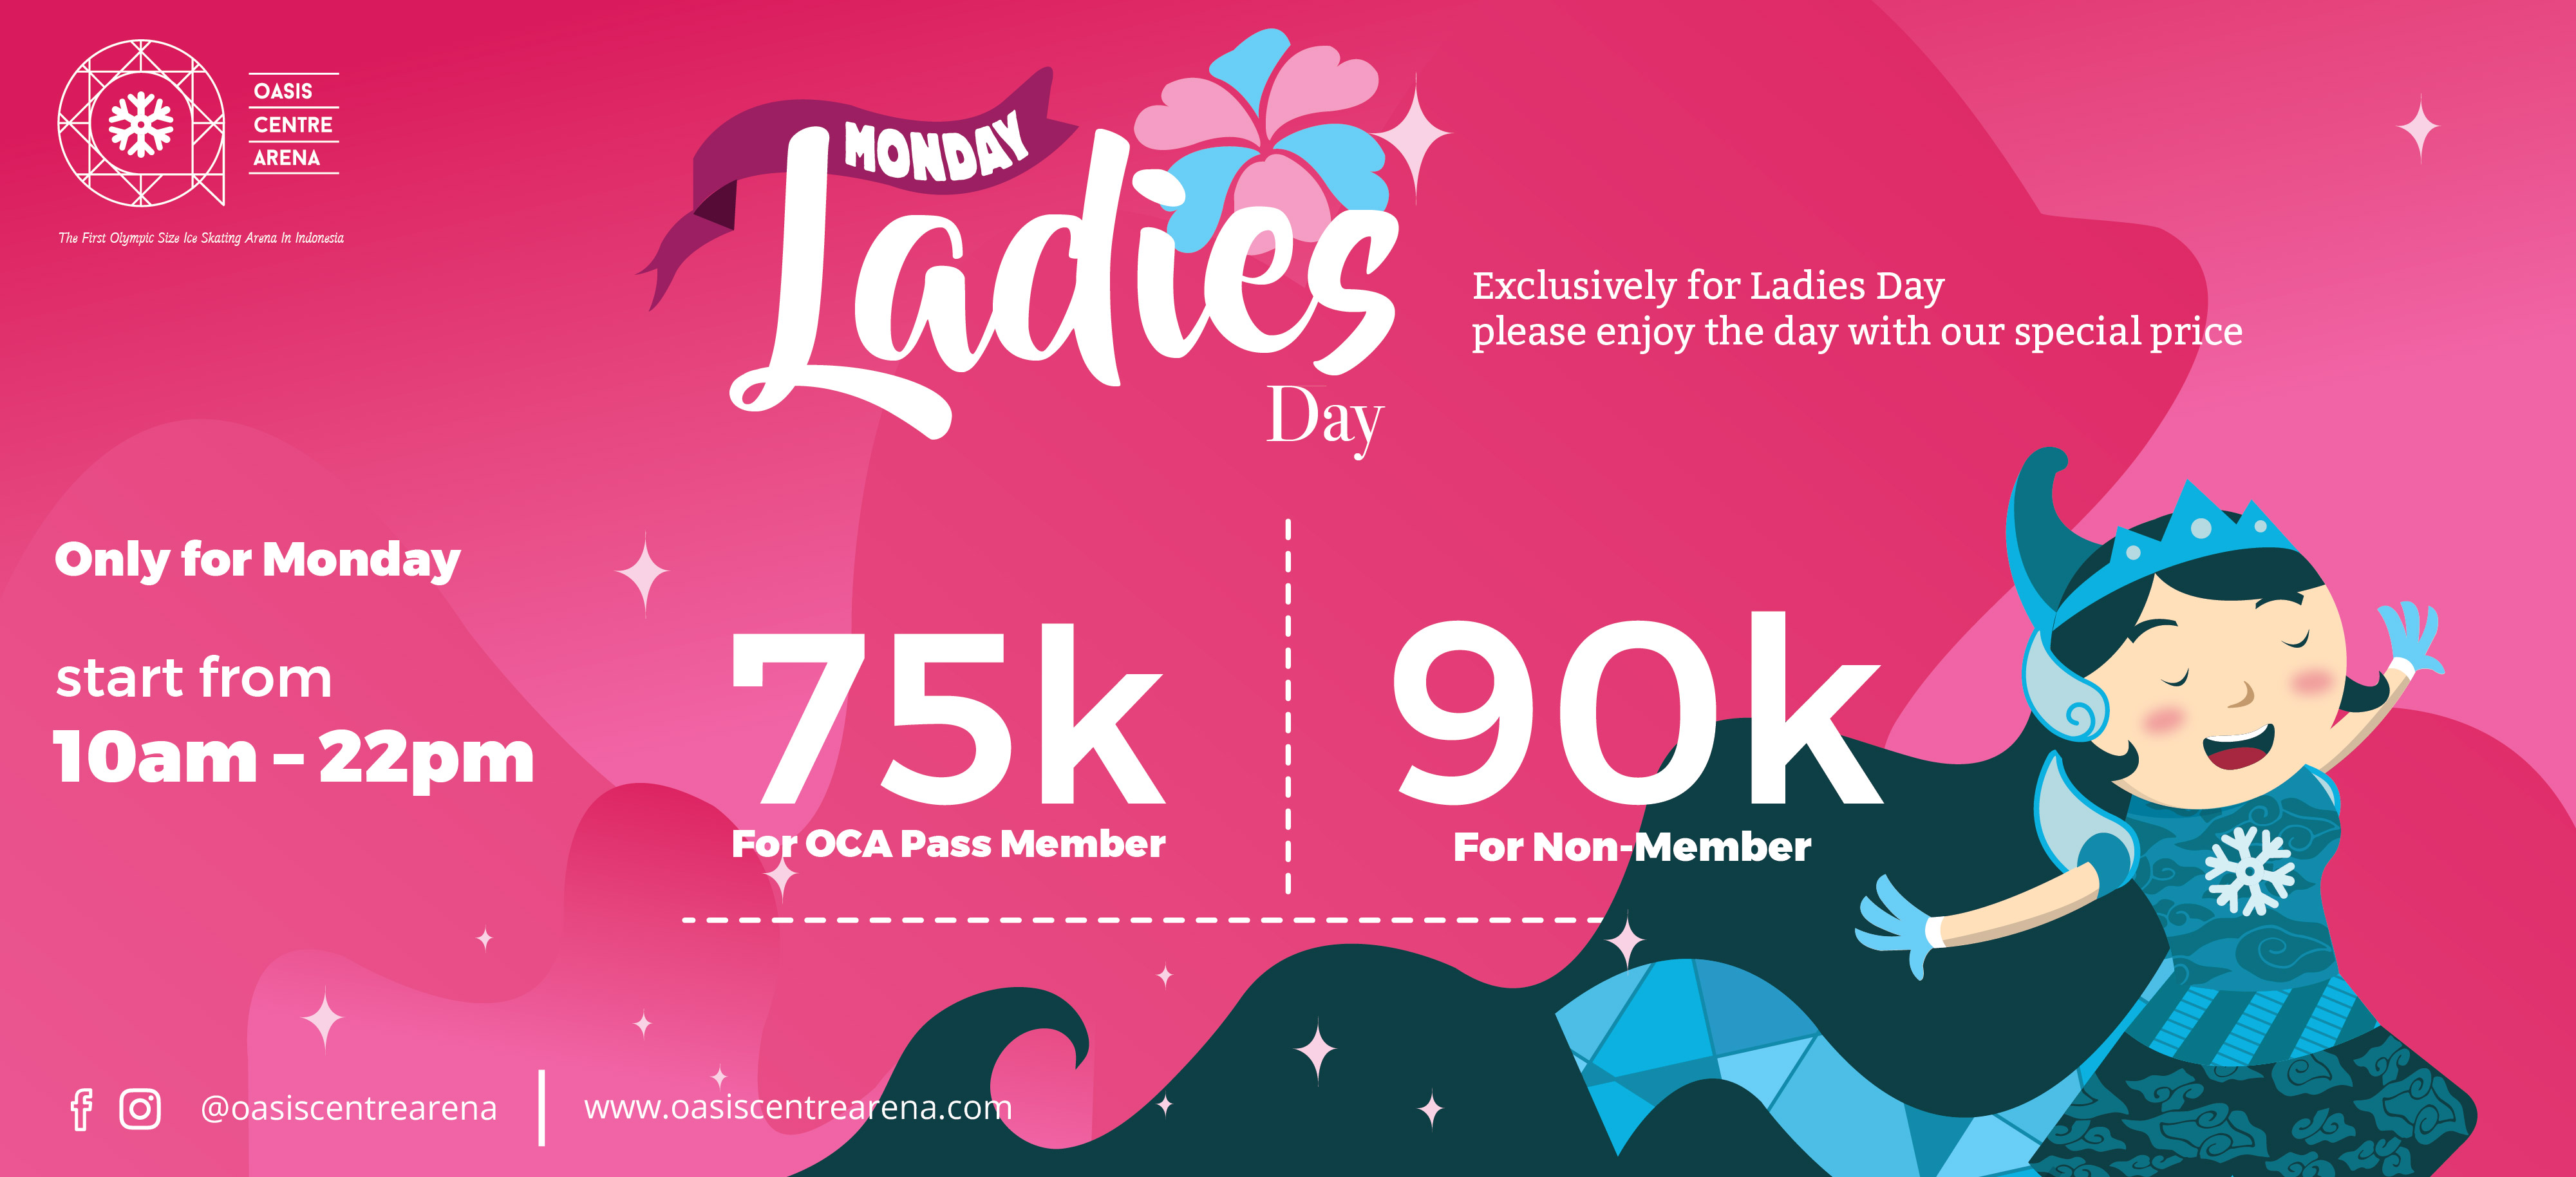 OASIS
CENTRE
ARENA
The First Olympic Size Ice Skating Arena In Indonesia
MONDAY
Ladies
Day
Exclusively for Ladies Day
please enjoy the day with our special price
Only for Monday
start from
10am - 22pm
75k
For OCA Pass Member
90k
For Non-Member
@oasiscentrearena
www.oasiscentrearena.com